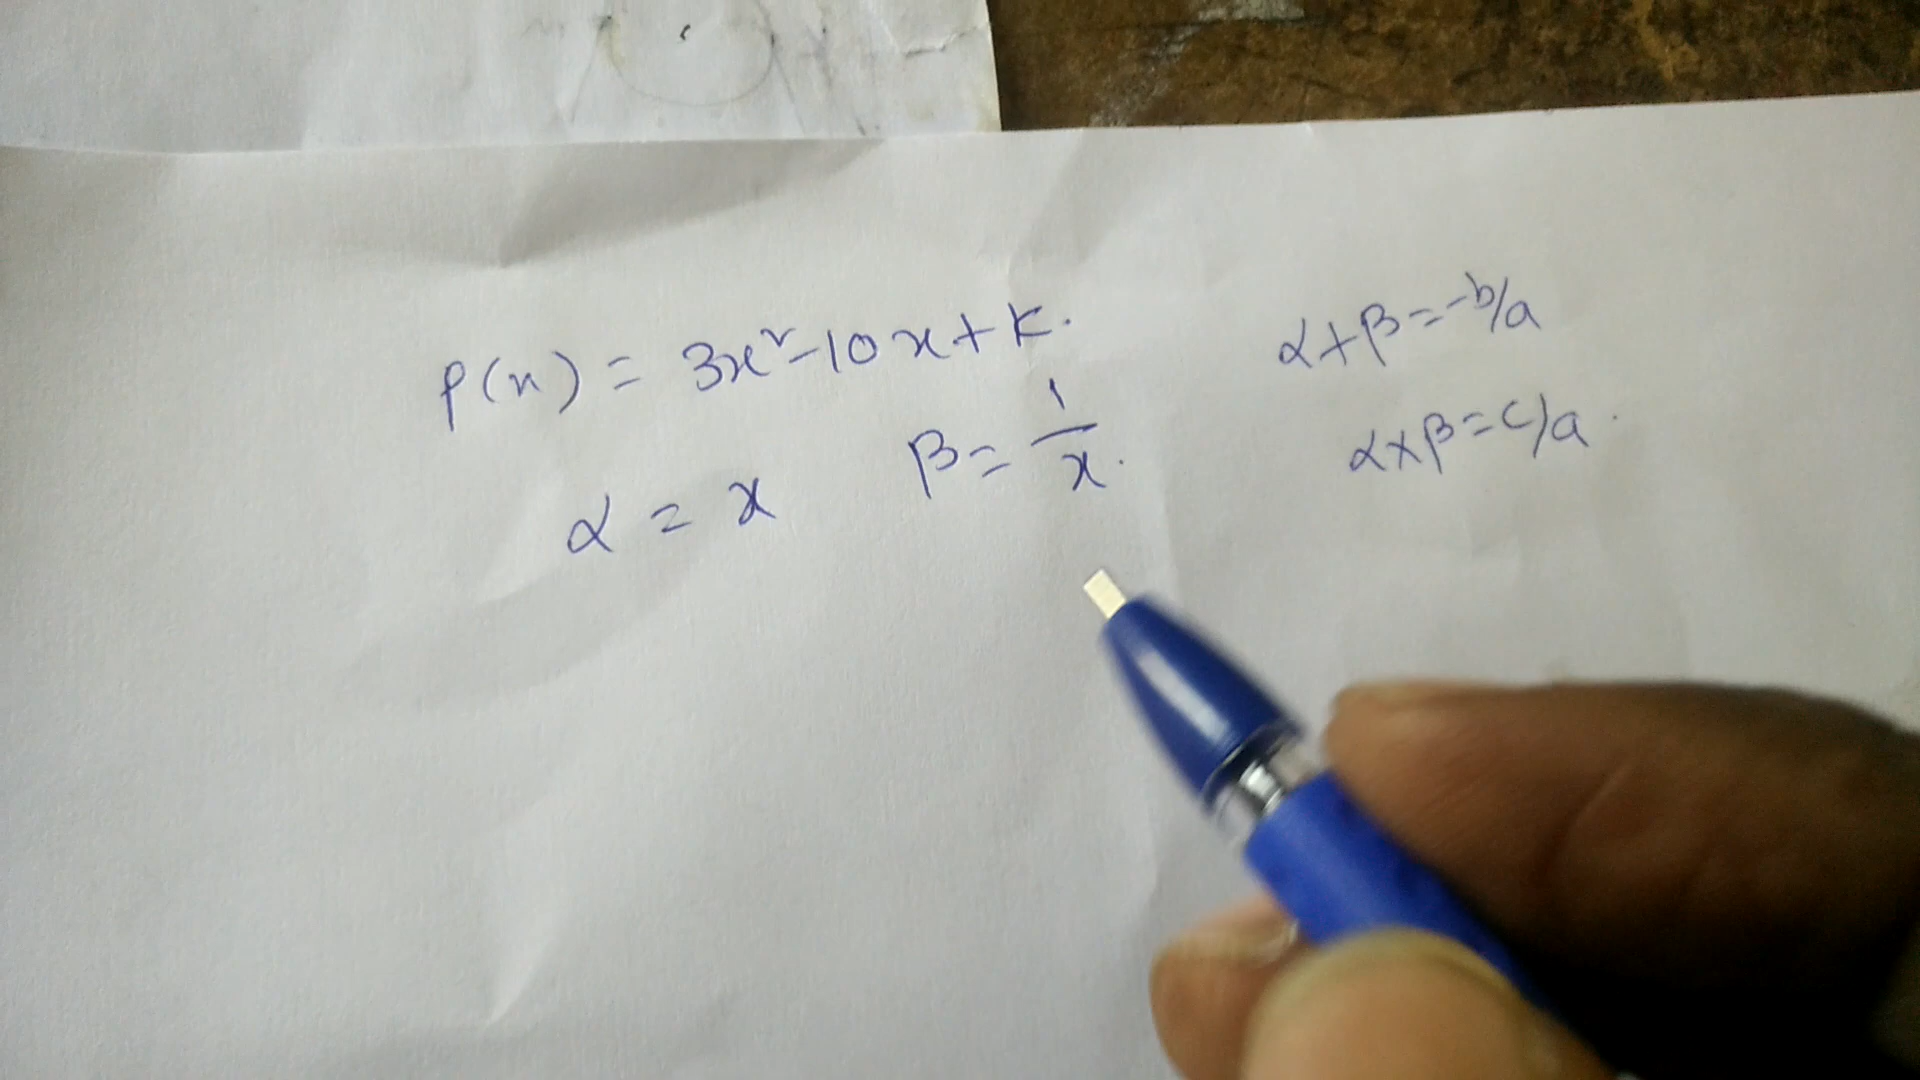 P(x) = 3x²-10x+k.
α+β=-b/a
α = x β= 1/x.
α×β=c/a.